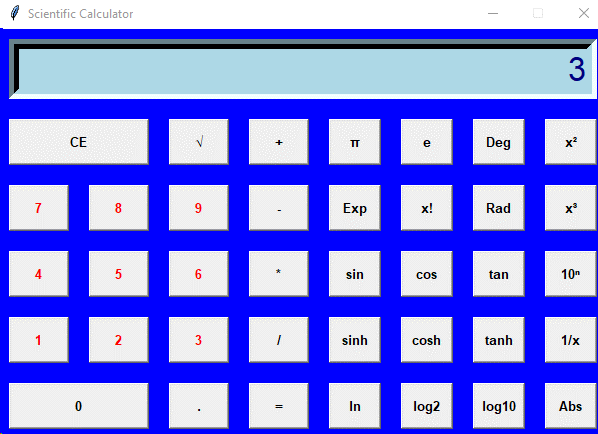 Scientific Calculator
3
CE √ + π e Deg x²
7 8 9 - Exp x! Rad x³
4 5 6 * sin cos tan 10ⁿ
1 2 3 / sinh cosh tanh 1/x
0 . = ln log2 log10 Abs